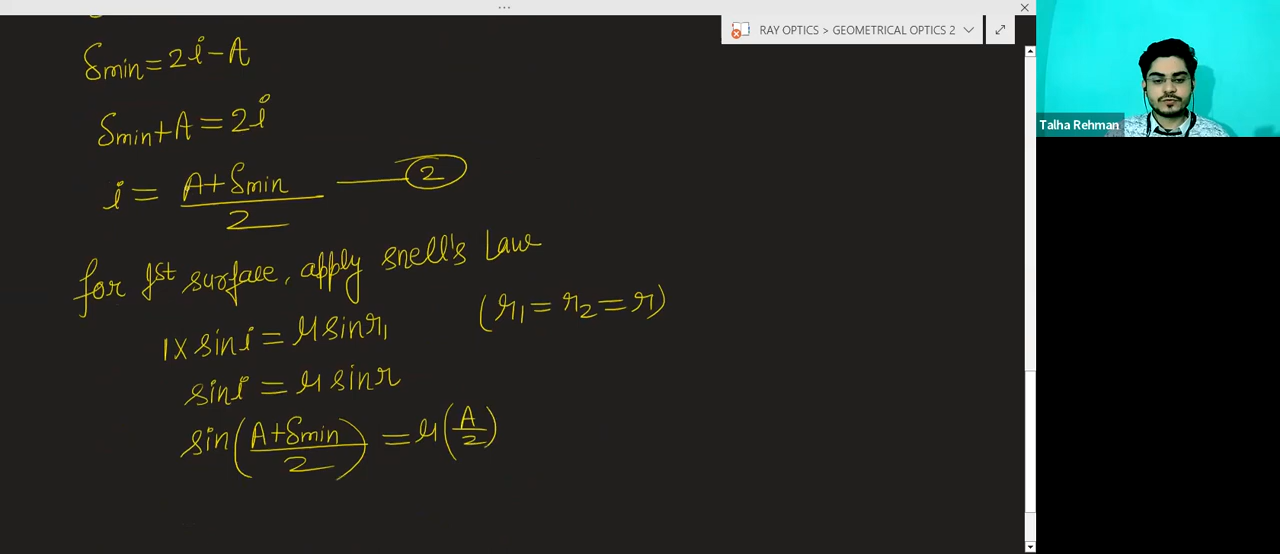 RAY OPTICS > GEOMETRICAL OPTICS 2
Talha Rehman
δmin = 2i - A
δmin + A = 2i
i = (A + δmin)/2 — ②
for 1st surface, apply snell's Law
1 x sin i = μ sin r₁ (r₁ = r₂ = r)
sin i = μ sin r
sin((A + δmin)/2) = μ(A/2)